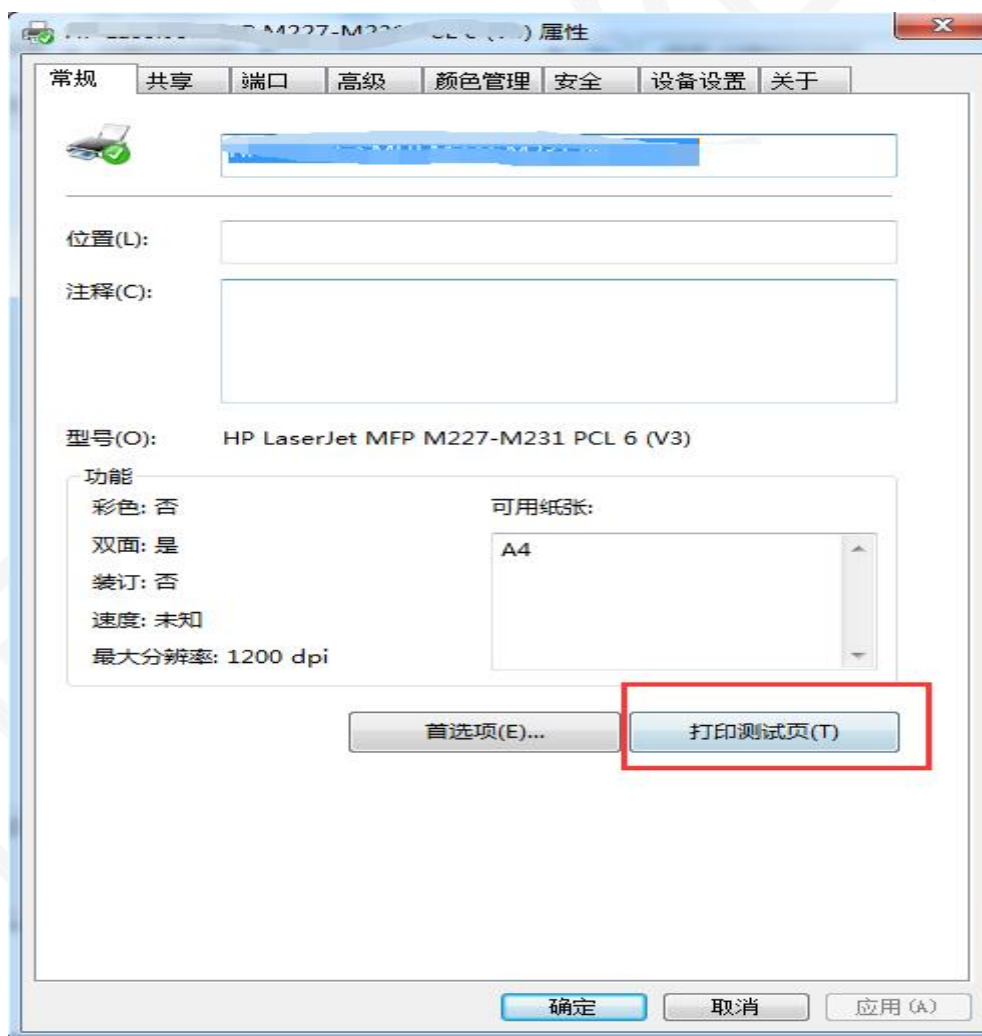 M227-M22 属性
常规 共享 端口 高级 颜色管理 安全 设备设置 关于
位置(L):
注释(C):
型号(O): HP LaserJet MFP M227-M231 PCL 6 (V3)
功能
彩色: 否
双面: 是
装订: 否
速度: 未知
最大分辨率: 1200 dpi
可用纸张:
A4
首选项(E)... 打印测试页(T)
确定 取消 应用(A)